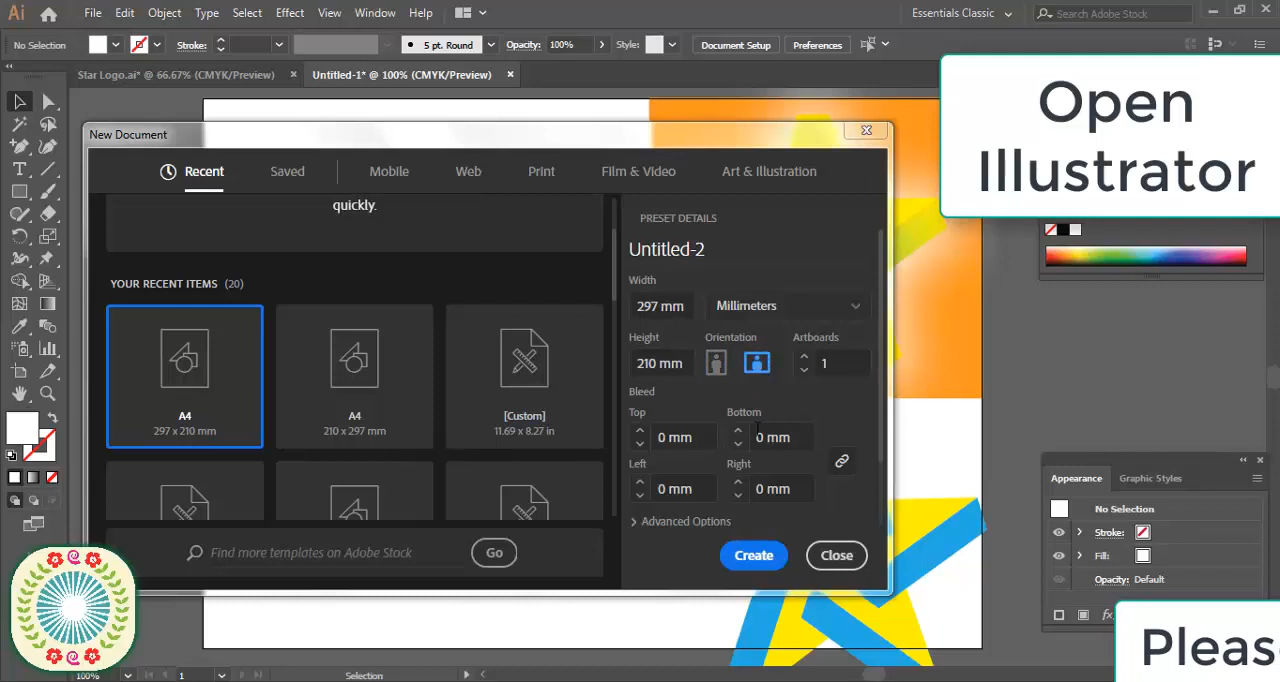 Ai File Edit Object Type Select Effect View Window Help Essentials Classic Search Adobe Stock
No Selection Stroke: 5 pt. Round Opacity: 100% Style: Document Setup Preferences
Star Logo.ai* @ 66.67% (CMYK/Preview) Untitled-1* @ 100% (CMYK/Preview)
Open
Illustrator
New Document
Recent Saved Mobile Web Print Film & Video Art & Illustration
quickly.
YOUR RECENT ITEMS (20)
A4
297 x 210 mm
A4
210 x 297 mm
[Custom]
11.69 x 8.27 in
Find more templates on Adobe Stock Go
PRESET DETAILS
Untitled-2
Width
297 mm Millimeters
Height Orientation Artboards
210 mm 1
Bleed
Top Bottom
0 mm 0 mm
Left Right
0 mm 0 mm
Advanced Options
Create Close
Appearance Graphic Styles
No Selection
Stroke:
Fill:
Opacity: Default
fx
Please
100% 1 Selection